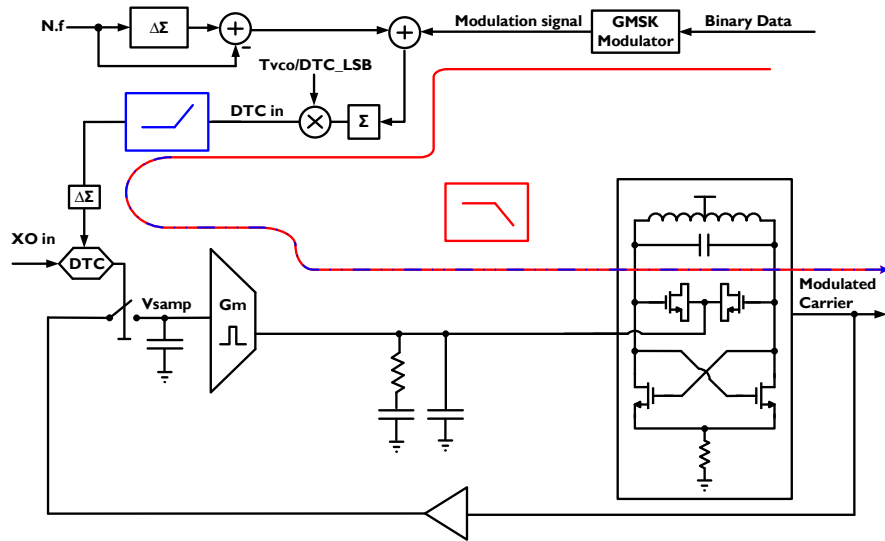 N.f
ΔΣ
+
+
-
Modulation signal
GMSK
Modulator
Binary Data
Tvco/DTC_LSB
DTC in
×
Σ
ΔΣ
XO in
DTC
Vsamp
Gm
Modulated
Carrier